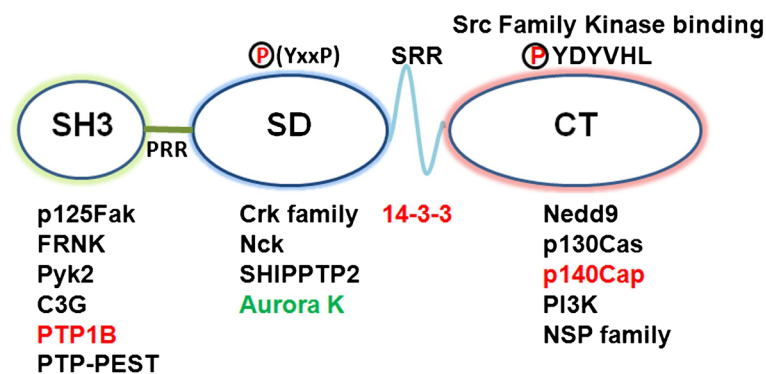 Src Family Kinase binding
P (YxxP)
SRR
P YDYVHL
SH3
PRR
SD
CT
p125Fak
FRNK
Pyk2
C3G
PTP1B
PTP-PEST
Crk family
Nck
SHIPPTP2
Aurora K
14-3-3
Nedd9
p130Cas
p140Cap
PI3K
NSP family